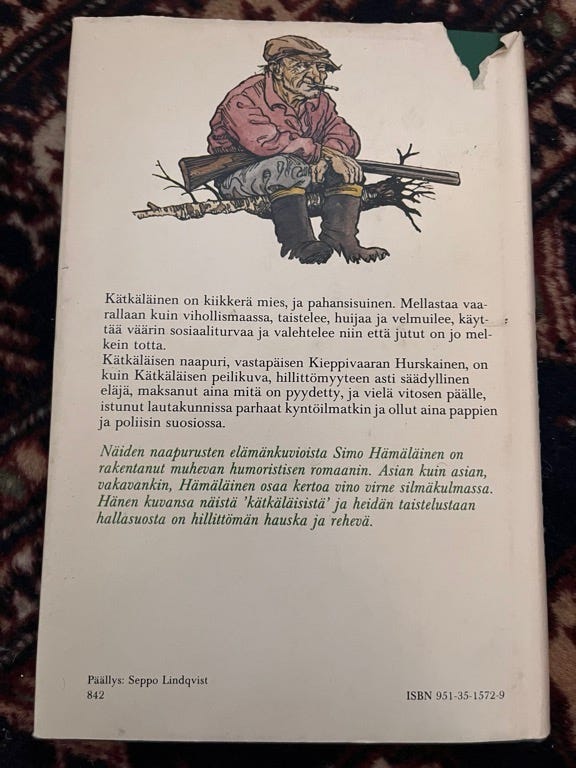 Kätkäläinen on kiikkerä mies, ja pahansisuinen. Mellastaa vaa-
rallaan kuin vihollismaassa, taistelee, huijaa ja velmuilee, käyt-
tää väärin sosiaaliturvaa ja valehtelee niin että jutut on jo mel-
kein totta.
Kätkäläisen naapuri, vastapäisen Kieppivaaran Hurskainen, on
kuin Kätkäläisen peilikuva, hillittömyyteen asti säädyllinen
eläjä, maksanut aina mitä on pyydetty, ja vielä vitosen päälle,
istunut lautakunnissa parhaat kyntöilmatkin ja ollut aina pappien
ja poliisin suosiossa.
Näiden naapurusten elämänkuvioista Simo Hämäläinen on
rakentanut muhevan humoristisen romaanin. Asian kuin asian,
vakavankin, Hämäläinen osaa kertoa vino virne silmäkulmassa.
Hänen kuvansa näistä 'kätkäläisistä' ja heidän taistelustaan
hallasuosta on hillittömän hauska ja rehevä.
Päällys: Seppo Lindqvist
842
ISBN 951-35-1572-9